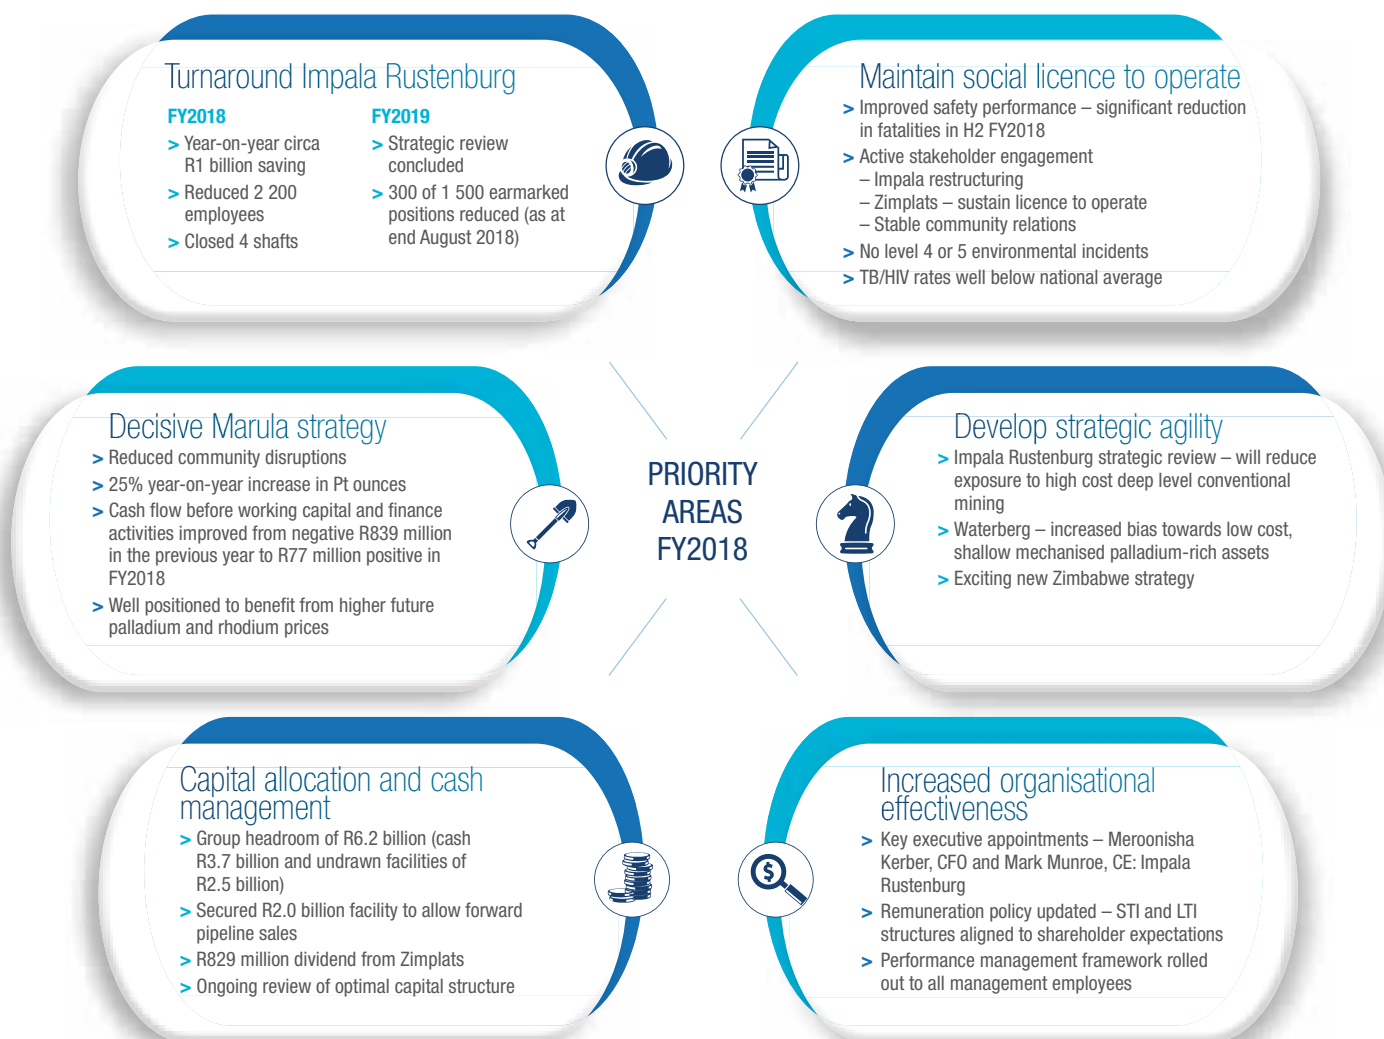 Turnaround Impala Rustenburg
FY2018
> Year-on-year circa
R1 billion saving
> Reduced 2 200
employees
> Closed 4 shafts
FY2019
> Strategic review
concluded
> 300 of 1 500 earmarked
positions reduced (as at
end August 2018)
Maintain social licence to operate
> Improved safety performance – significant reduction
in fatalities in H2 FY2018
> Active stakeholder engagement
– Impala restructuring
– Zimplats – sustain licence to operate
– Stable community relations
> No level 4 or 5 environmental incidents
> TB/HIV rates well below national average
Decisive Marula strategy
> Reduced community disruptions
> 25% year-on-year increase in Pt ounces
> Cash flow before working capital and finance
activities improved from negative R839 million
in the previous year to R77 million positive in
FY2018
> Well positioned to benefit from higher future
palladium and rhodium prices
PRIORITY
AREAS
FY2018
Develop strategic agility
> Impala Rustenburg strategic review – will reduce
exposure to high cost deep level conventional
mining
> Waterberg – increased bias towards low cost,
shallow mechanised palladium-rich assets
> Exciting new Zimbabwe strategy
Capital allocation and cash
management
> Group headroom of R6.2 billion (cash
R3.7 billion and undrawn facilities of
R2.5 billion)
> Secured R2.0 billion facility to allow forward
pipeline sales
> R829 million dividend from Zimplats
> Ongoing review of optimal capital structure
$
Increased organisational
effectiveness
> Key executive appointments – Meroonisha
Kerber, CFO and Mark Munroe, CE: Impala
Rustenburg
> Remuneration policy updated – STI and LTI
structures aligned to shareholder expectations
> Performance management framework rolled
out to all management employees